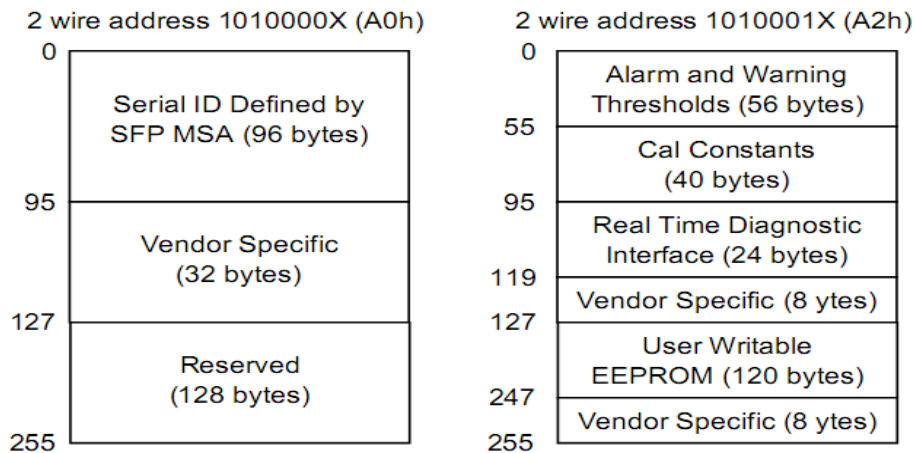 2 wire address 1010000X (A0h)
0
Serial ID Defined by
SFP MSA (96 bytes)
95
Vendor Specific
(32 bytes)
127
Reserved
(128 bytes)
255
2 wire address 1010001X (A2h)
0
Alarm and Warning
Thresholds (56 bytes)
55
Cal Constants
(40 bytes)
95
Real Time Diagnostic
Interface (24 bytes)
119
Vendor Specific (8 ytes)
127
User Writable
EEPROM (120 bytes)
247
Vendor Specific (8 ytes)
255